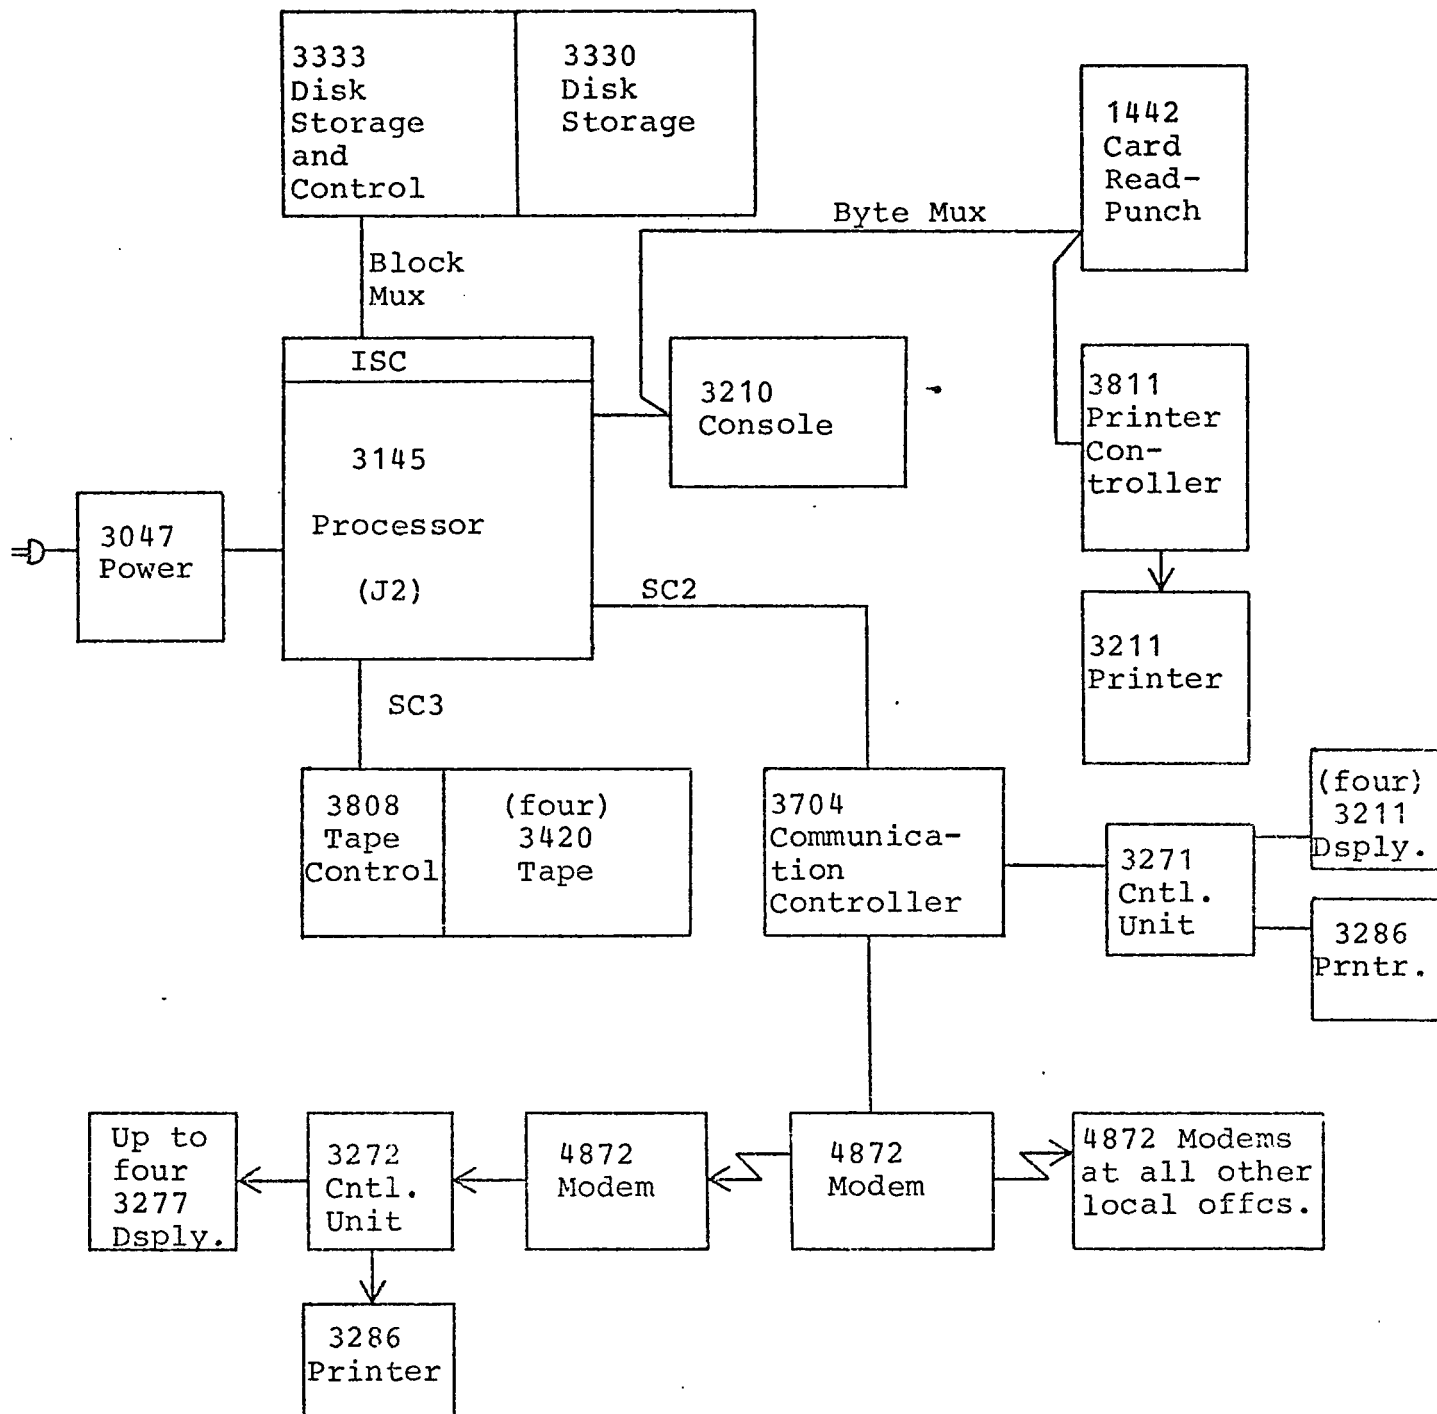 3333
Disk
Storage
and
Control
3330
Disk
Storage
1442
Card
Read-
Punch
Byte Mux
Block
Mux
ISC
3145
Processor
(J2)
3210
Console
3811
Printer
Con-
troller
3047
Power
SC2
3211
Printer
SC3
3808
Tape
Control
(four)
3420
Tape
3704
Communica-
tion
Controller
3271
Cntl.
Unit
(four)
3211
Dsply.
3286
Prntr.
Up to
four
3277
Dsply.
3272
Cntl.
Unit
4872
Modem
4872
Modem
4872 Modems
at all other
local offcs.
3286
Printer